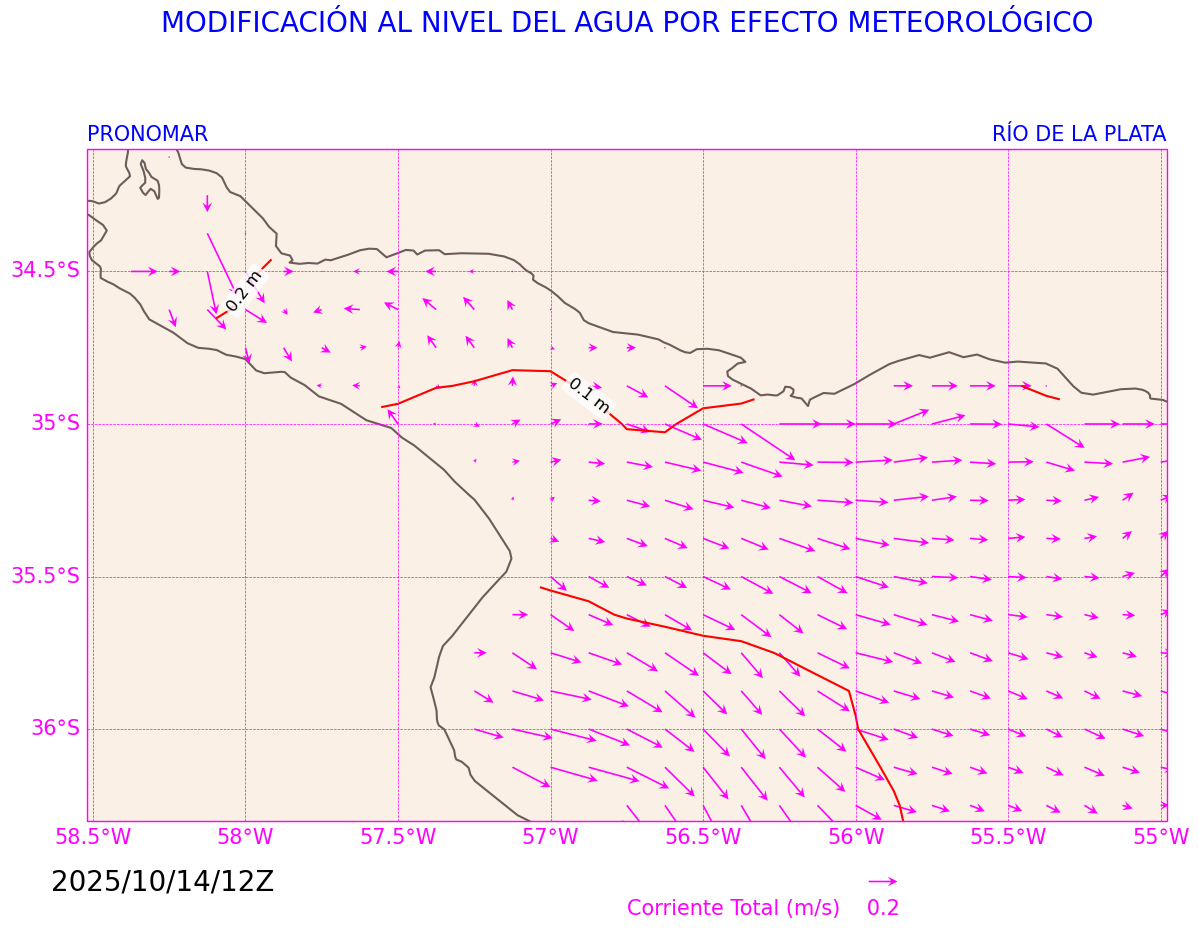 MODIFICACIÓN AL NIVEL DEL AGUA POR EFECTO METEOROLÓGICO
PRONOMAR
RÍO DE LA PLATA
34.5°S
0.2 m
0.1 m
35°S
35.5°S
36°S
58.5°W
58°W
57.5°W
57°W
56.5°W
56°W
55.5°W
55°W
2025/10/14/12Z
Corriente Total (m/s) 0.2